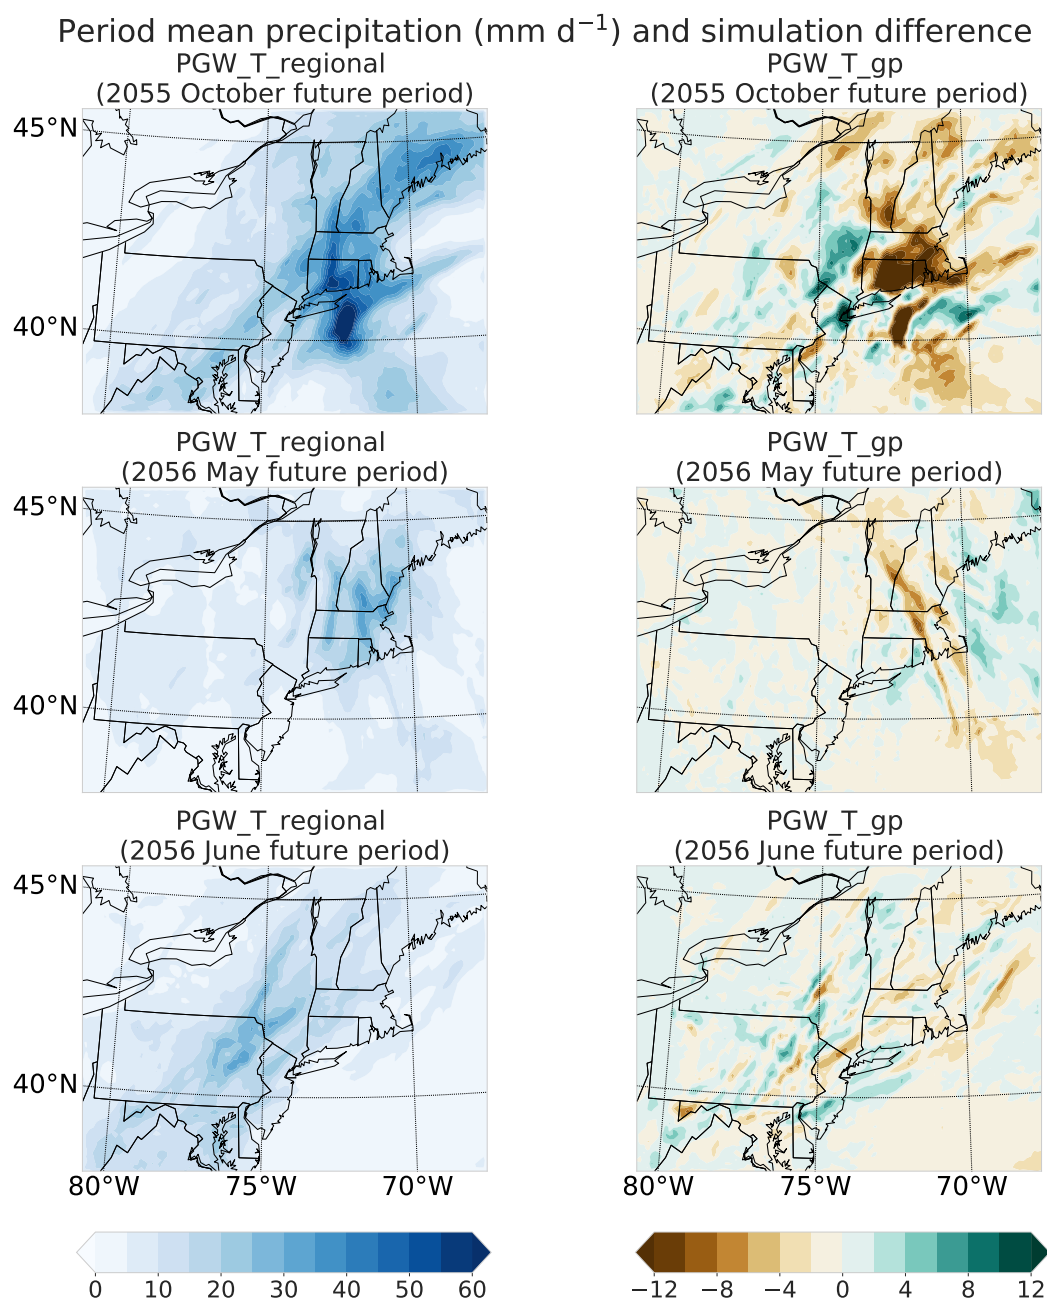 Period mean precipitation (mm d⁻¹) and simulation difference
PGW_T_regional
(2055 October future period)
PGW_T_gp
(2055 October future period)
45°N
40°N
PGW_T_regional
(2056 May future period)
PGW_T_gp
(2056 May future period)
45°N
40°N
PGW_T_regional
(2056 June future period)
PGW_T_gp
(2056 June future period)
45°N
40°N
80°W 75°W 70°W
80°W 75°W 70°W
0 10 20 30 40 50 60
−12 −8 −4 0 4 8 12